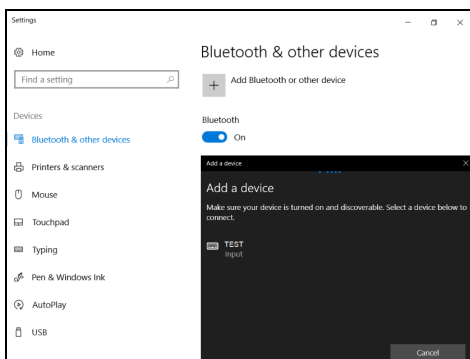 Settings
Home
Find a setting
Devices
Bluetooth & other devices
Printers & scanners
Mouse
Touchpad
Typing
Pen & Windows Ink
AutoPlay
USB
Bluetooth & other devices
Add Bluetooth or other device
Bluetooth
On
Add a device
Add a device
Make sure your device is turned on and discoverable. Select a device below to
connect.
TEST
Input
Cancel